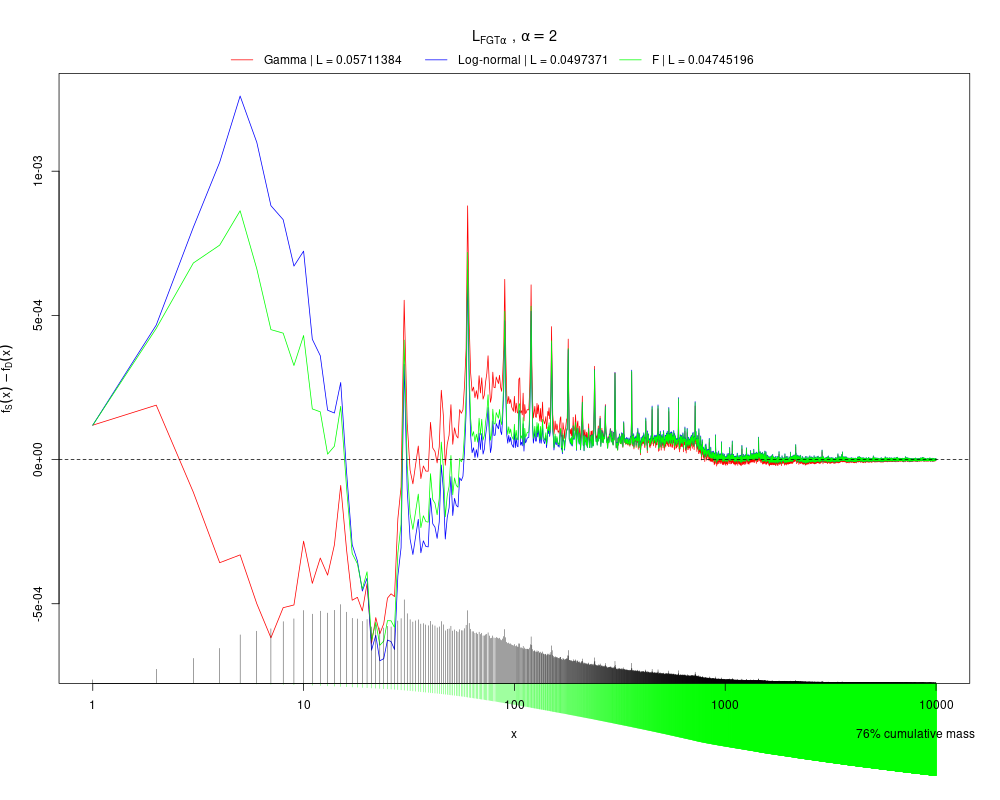 L_FGTα , α = 2
Gamma | L = 0.05711384 Log-normal | L = 0.0497371 F | L = 0.04745196
1e-03
5e-04
0e+00
-5e-04
f_S(x) − f_D(x)
1 10 100 1000 10000
x
76% cumulative mass